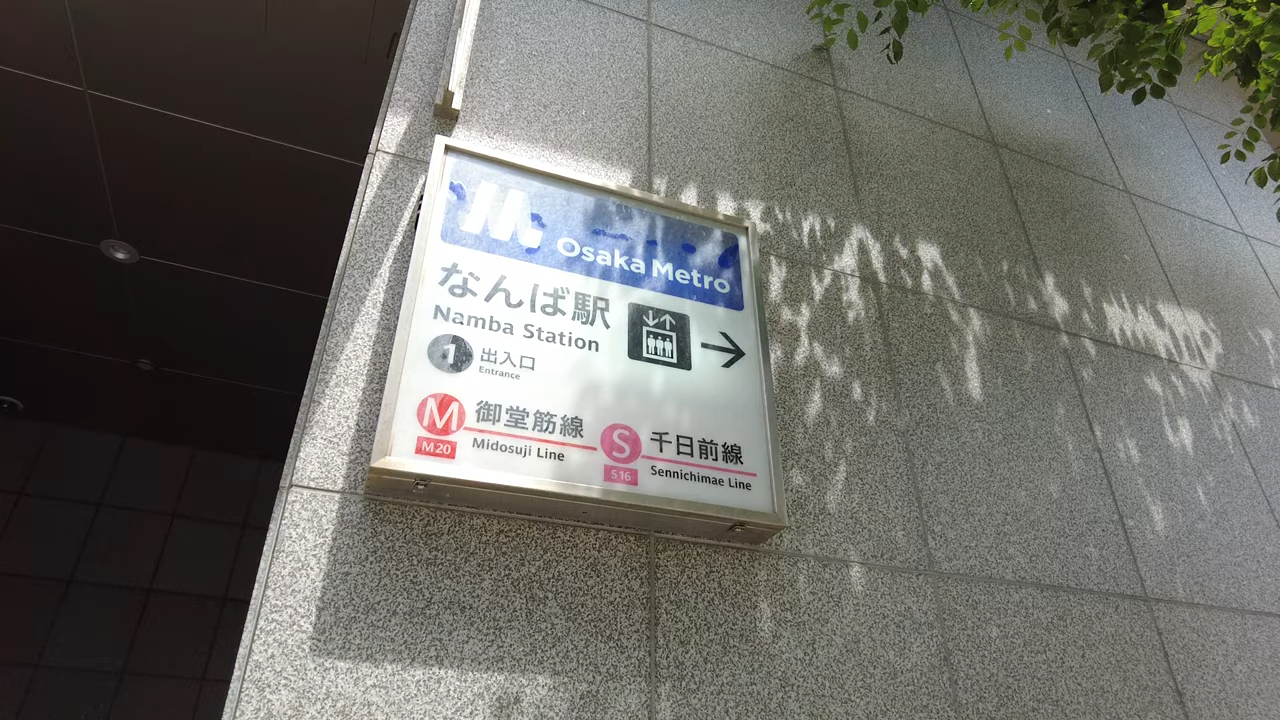 Osaka Metro
なんば駅
Namba Station
1 出入口
Entrance
M 御堂筋線
M20 Midosuji Line
S 千日前線
S16 Sennichimae Line